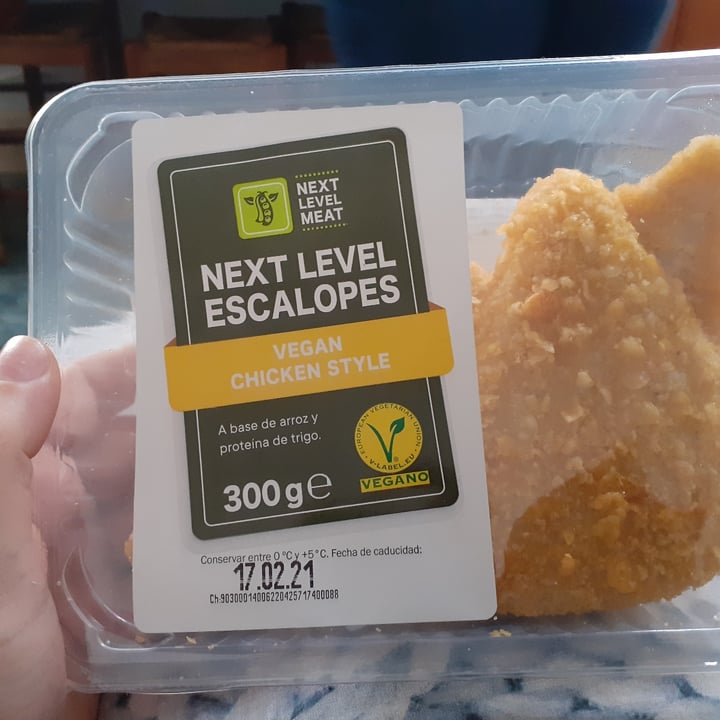 NEXT
LEVEL
MEAT
NEXT LEVEL
ESCALOPES
VEGAN
CHICKEN STYLE
A base de arroz y
proteína de trigo.
EUROPEAN VEGETARIAN UNION
V-LABEL.EU
VEGANO
300 g e
Conservar entre 0 °C y +5°C. Fecha de caducidad:
17.02.21
Ch:90300014006220425717400088